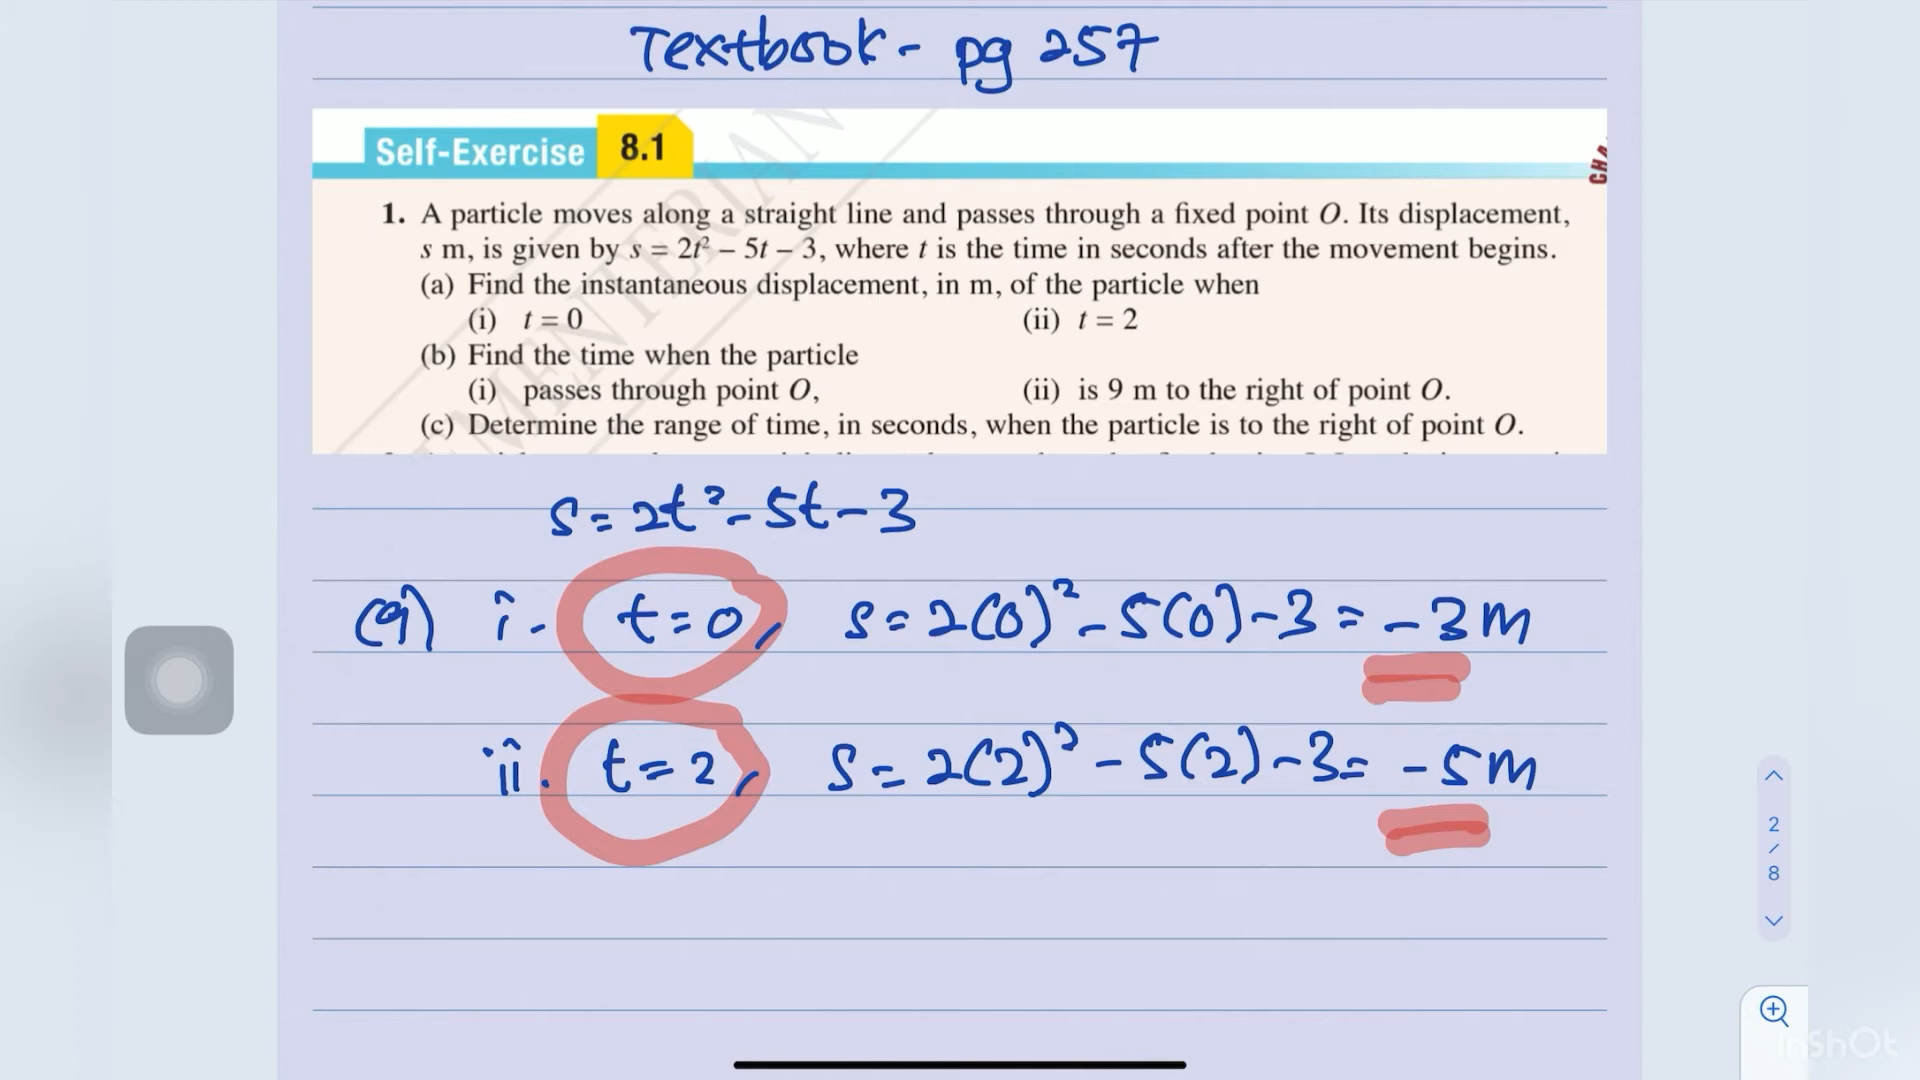 Textbook - pg 257
Self-Exercise 8.1
1. A particle moves along a straight line and passes through a fixed point O. Its displacement,
s m, is given by s = 2t² – 5t – 3, where t is the time in seconds after the movement begins.
(a) Find the instantaneous displacement, in m, of the particle when
(i) t = 0 (ii) t = 2
(b) Find the time when the particle
(i) passes through point O, (ii) is 9 m to the right of point O.
(c) Determine the range of time, in seconds, when the particle is to the right of point O.
s = 2t² - 5t - 3
(a) i - t = 0, s = 2(0)² - 5(0) - 3 = -3 m
ii. t = 2, s = 2(2)² - 5(2) - 3 = -5 m
2
/
8
InShOt